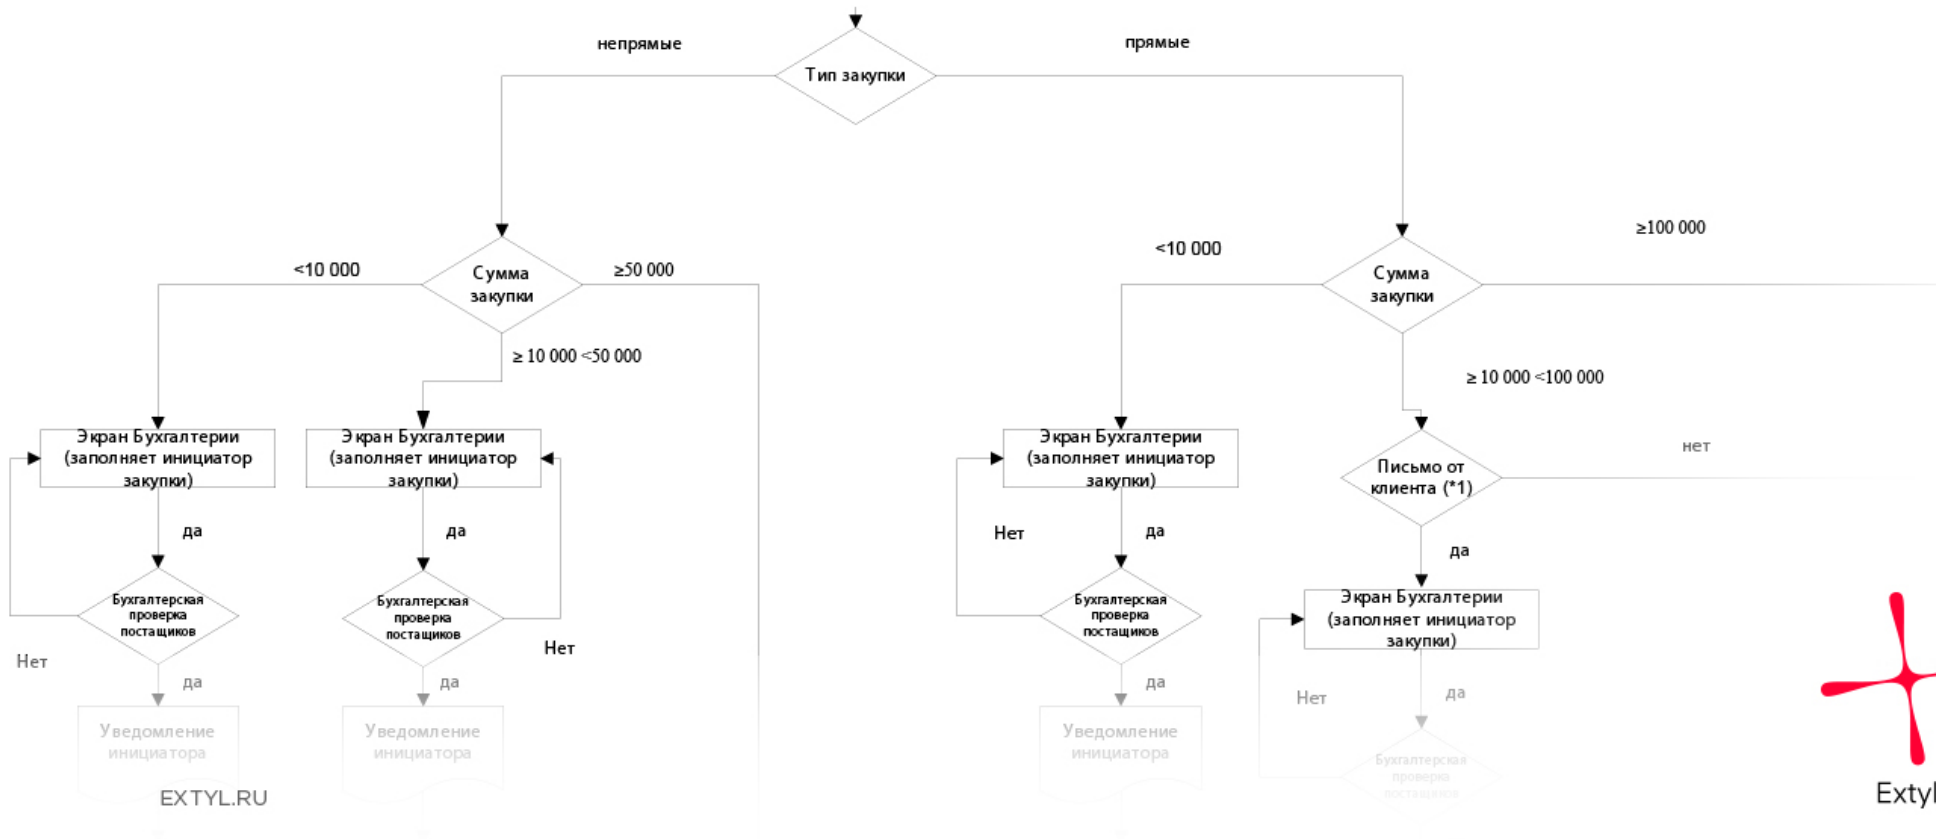 непрямые
прямые
Тип закупки
<10 000
Сумма
закупки
≥50 000
≥ 10 000 <50 000
<10 000
Сумма
закупки
≥100 000
≥ 10 000 <100 000
Экран Бухгалтерии
(заполняет инициатор
закупки)
Экран Бухгалтерии
(заполняет инициатор
закупки)
Экран Бухгалтерии
(заполняет инициатор
закупки)
Письмо от
клиента (*1)
нет
да
да
Нет
да
да
Бухгалтерская
проверка
постащиков
Бухгалтерская
проверка
постащиков
Бухгалтерская
проверка
постащиков
Экран Бухгалтерии
(заполняет инициатор
закупки)
Нет
Нет
да
да
да
Нет
да
Уведомление
инициатора
Уведомление
инициатора
Уведомление
инициатора
Бухгалтерская
проверка
постащиков
EXTYL.RU
Extyl